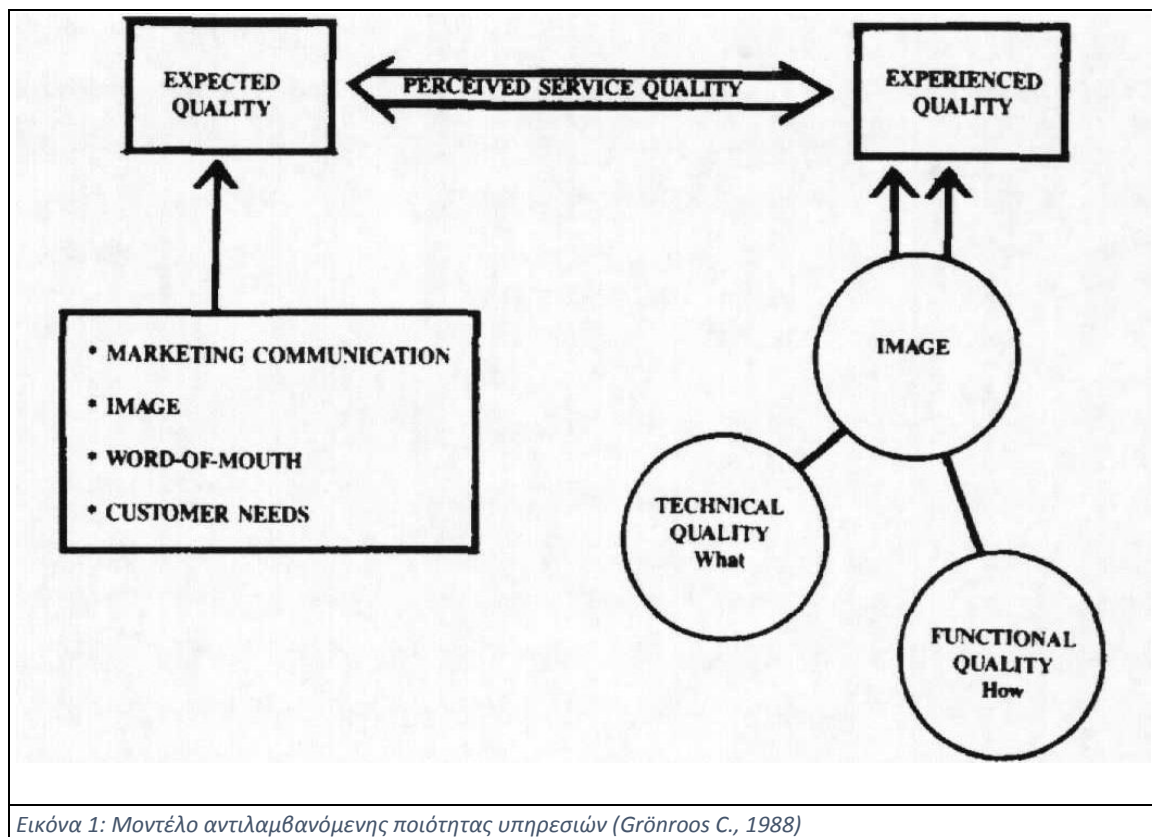 EXPECTED
QUALITY
PERCEIVED SERVICE QUALITY
EXPERIENCED
QUALITY
* MARKETING COMMUNICATION
* IMAGE
* WORD-OF-MOUTH
* CUSTOMER NEEDS
IMAGE
TECHNICAL
QUALITY
What
FUNCTIONAL
QUALITY
How
Εικόνα 1: Μοντέλο αντιλαμβανόμενης ποιότητας υπηρεσιών (Grönroos C., 1988)